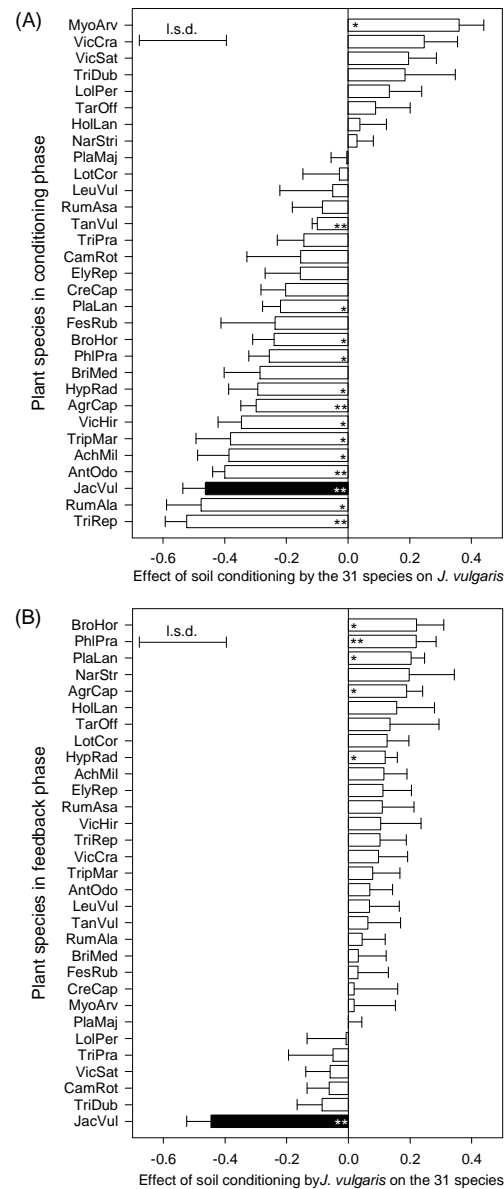 (A)
l.s.d.
Plant species in conditioning phase
MyoArv *
VicCra
VicSat
TriDub
LolPer
TarOff
HolLan
NarStri
PlaMaj
LotCor
LeuVul
RumAsa
TanVul **
TriPra
CamRot
ElyRep
CreCap
PlaLan *
FesRub
BroHor *
PhlPra *
BriMed
HypRad *
AgrCap **
VicHir *
TripMar *
AchMil *
AntOdo **
JacVul **
RumAla *
TriRep **
-0.6 -0.4 -0.2 0.0 0.2 0.4
Effect of soil conditioning by the 31 species on J. vulgaris
(B)
l.s.d.
Plant species in feedback phase
BroHor *
PhlPra **
PlaLan *
NarStr
AgrCap *
HolLan
TarOff
LotCor
HypRad *
AchMil
ElyRep
RumAsa
VicHir
TriRep
VicCra
TripMar
AntOdo
LeuVul
TanVul
RumAla
BriMed
FesRub
CreCap
MyoArv
PlaMaj
LolPer
TriPra
VicSat
CamRot
TriDub
JacVul **
-0.6 -0.4 -0.2 0.0 0.2 0.4
Effect of soil conditioning by J. vulgaris on the 31 species